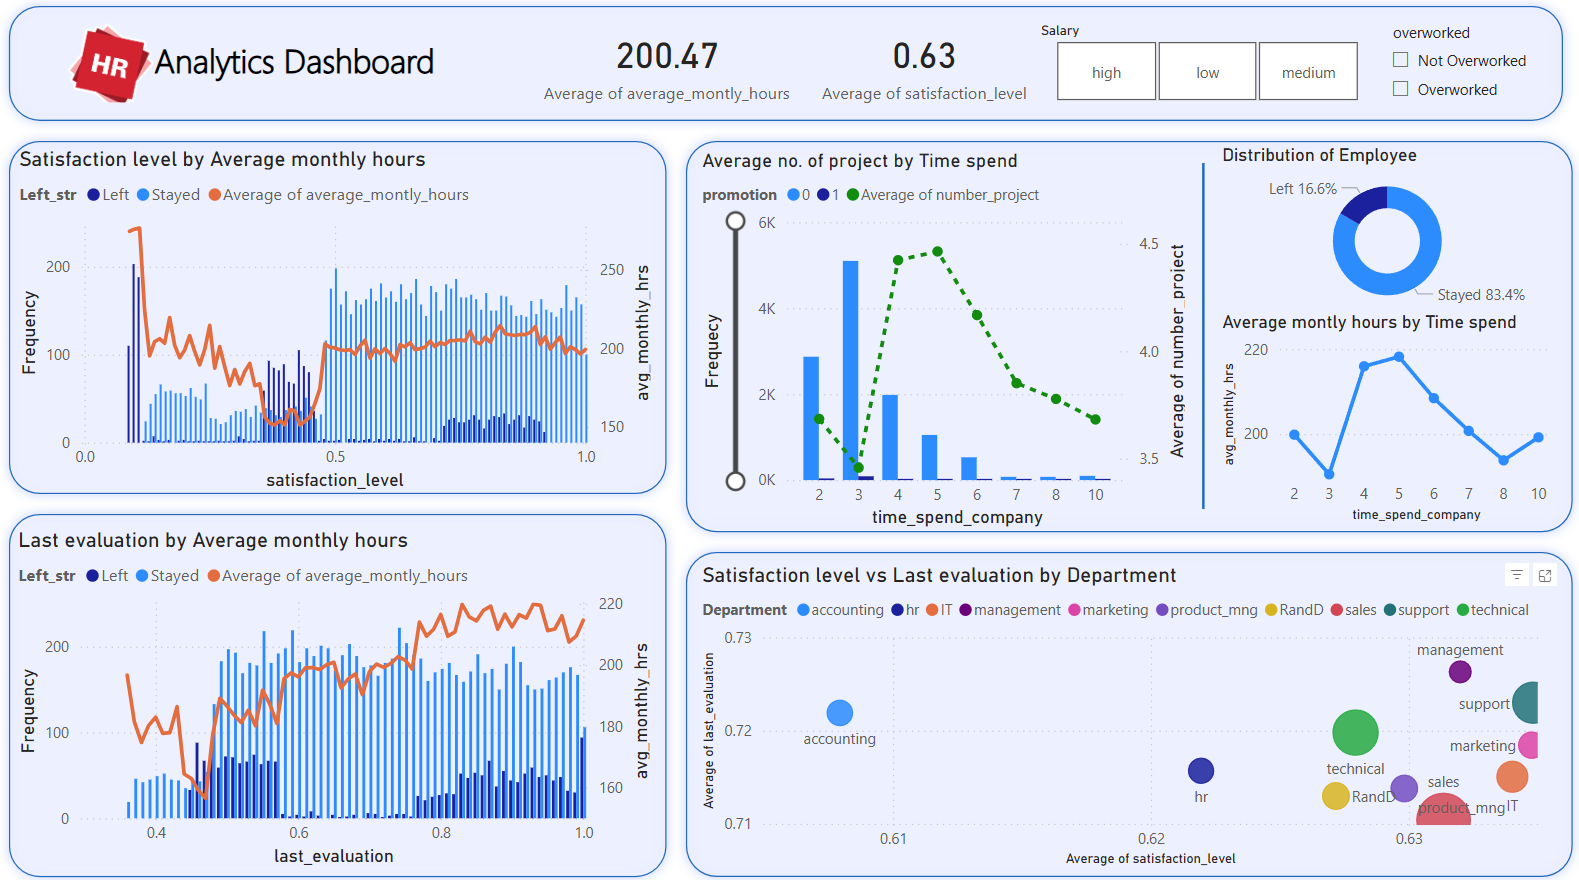 HR Analytics Dashboard
200.47
Average of average_montly_hours
0.63
Average of satisfaction_level
Salary
high
low
medium
overworked
Not Overworked
Overworked
Satisfaction level by Average monthly hours
Left_str Left Stayed Average of average_montly_hours
Frequency
200
100
0
250
200
150
avg_monthly_hrs
0.0 0.5 1.0
satisfaction_level
Average no. of project by Time spend
promotion 0 1 Average of number_project
Frequecy
6K
4K
2K
0K
4.5
4.0
3.5
Average of number_project
2 3 4 5 6 7 8 10
time_spend_company
Distribution of Employee
Left 16.6%
Stayed 83.4%
Average montly hours by Time spend
avg_monthly_hrs
220
200
2 3 4 5 6 7 8 10
time_spend_company
Last evaluation by Average monthly hours
Left_str Left Stayed Average of average_montly_hours
Frequency
200
100
0
220
200
180
160
avg_monthly_hrs
0.4 0.6 0.8 1.0
last_evaluation
Satisfaction level vs Last evaluation by Department
Department accounting hr IT management marketing product_mng RandD sales support technical
Average of last_evaluation
0.73
0.72
0.71
management
support
accounting
marketing
technical
hr
sales
RandD
product_mng
IT
0.61 0.62 0.63
Average of satisfaction_level